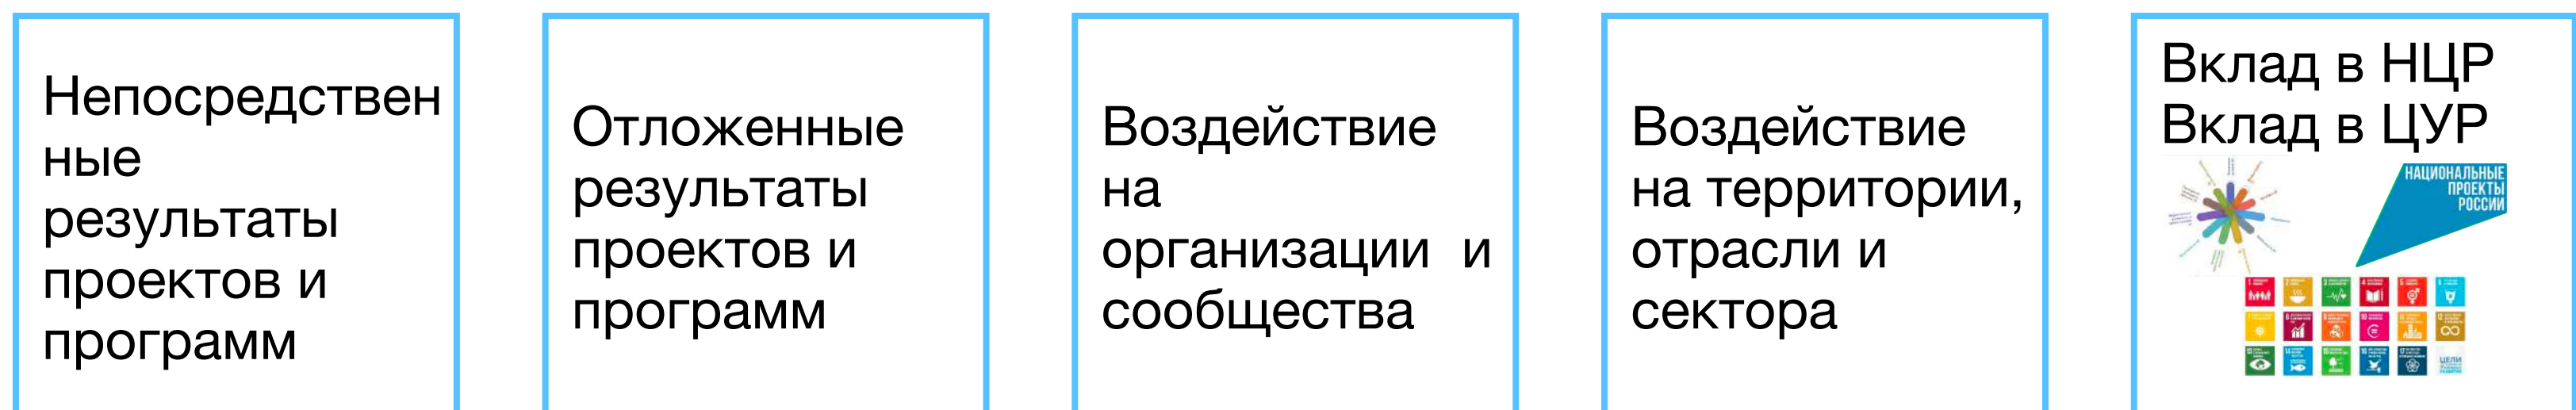 Непосредствен
ные
результаты
проектов и
программ
Отложенные
результаты
проектов и
программ
Воздействие
на
организации и
сообщества
Воздействие
на территории,
отрасли и
сектора
Вклад в НЦР
Вклад в ЦУР
НАЦИОНАЛЬНЫЕ
ПРОЕКТЫ
РОССИИ